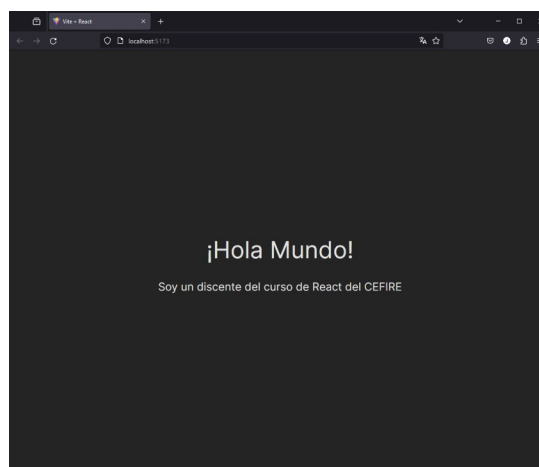 Vite + React
localhost:5173
¡Hola Mundo!
Soy un discente del curso de React del CEFIRE